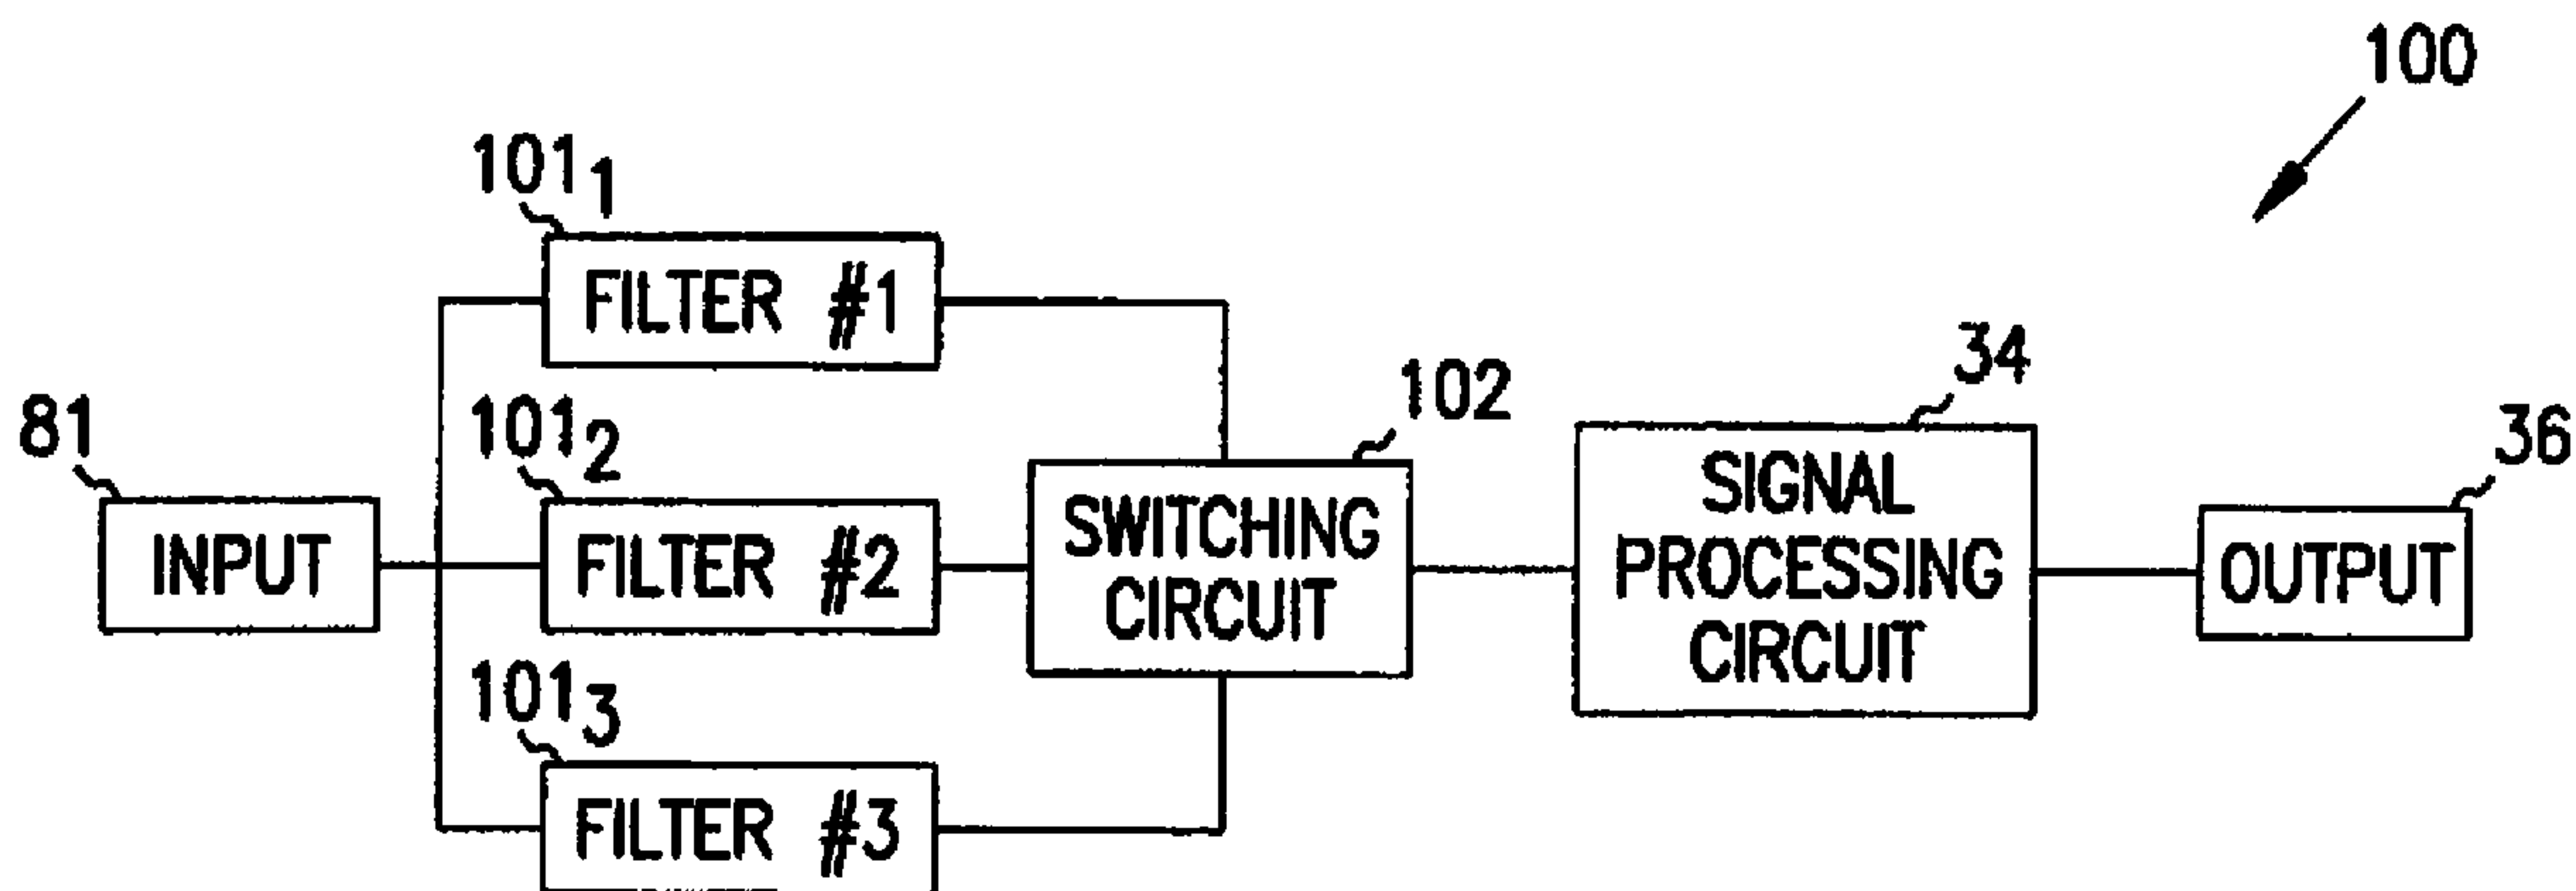 100
101₁
FILTER #1
81
INPUT
101₂
FILTER #2
101₃
FILTER #3
102
SWITCHING
CIRCUIT
34
SIGNAL
PROCESSING
CIRCUIT
36
OUTPUT